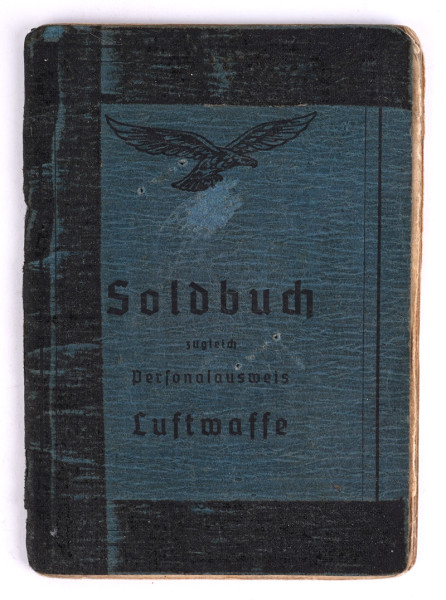 Soldbuch
zugleich
Personalausweis
Luftwaffe